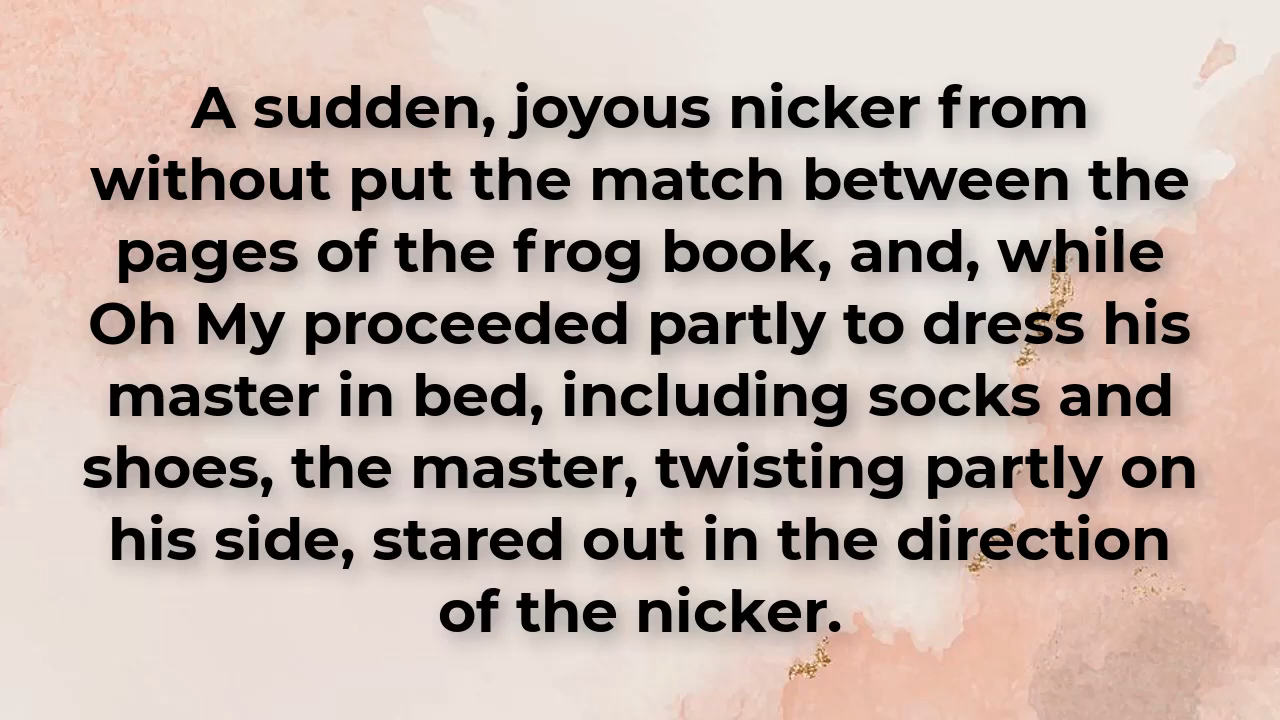 A sudden, joyous nicker from
without put the match between the
pages of the frog book, and, while
Oh My proceeded partly to dress his
master in bed, including socks and
shoes, the master, twisting partly on
his side, stared out in the direction
of the nicker.